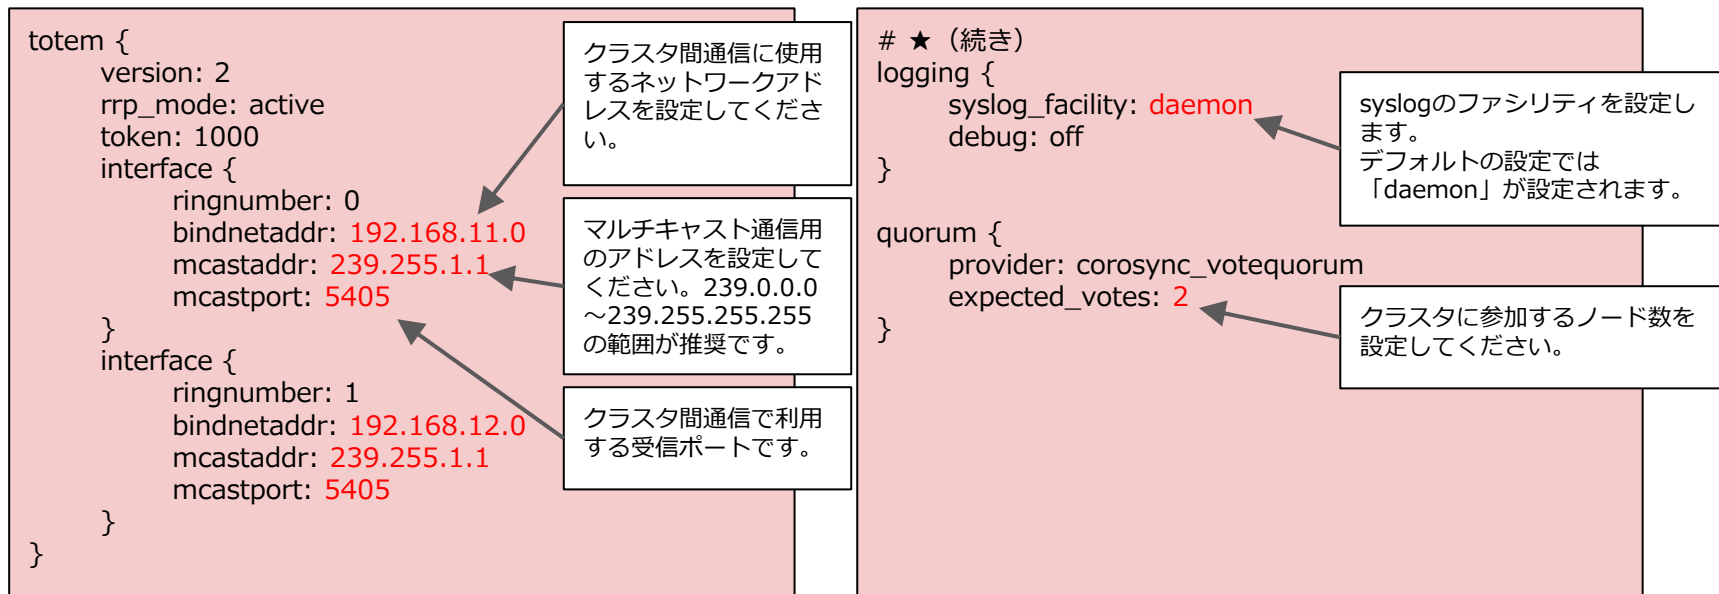 totem {
version: 2
rrp_mode: active
token: 1000
interface {
ringnumber: 0
bindnetaddr: 192.168.11.0
mcastaddr: 239.255.1.1
mcastport: 5405
}
interface {
ringnumber: 1
bindnetaddr: 192.168.12.0
mcastaddr: 239.255.1.1
mcastport: 5405
}
}
クラスタ間通信に使用
するネットワークアド
レスを設定してくださ
い。
マルチキャスト通信用
のアドレスを設定して
ください。239.0.0.0
～239.255.255.255
の範囲が推奨です。
クラスタ間通信で利用
する受信ポートです。
# ★（続き）
logging {
syslog_facility: daemon
debug: off
}
quorum {
provider: corosync_votequorum
expected_votes: 2
}
syslogのファシリティを設定し
ます。
デフォルトの設定では
「daemon」が設定されます。
クラスタに参加するノード数を
設定してください。